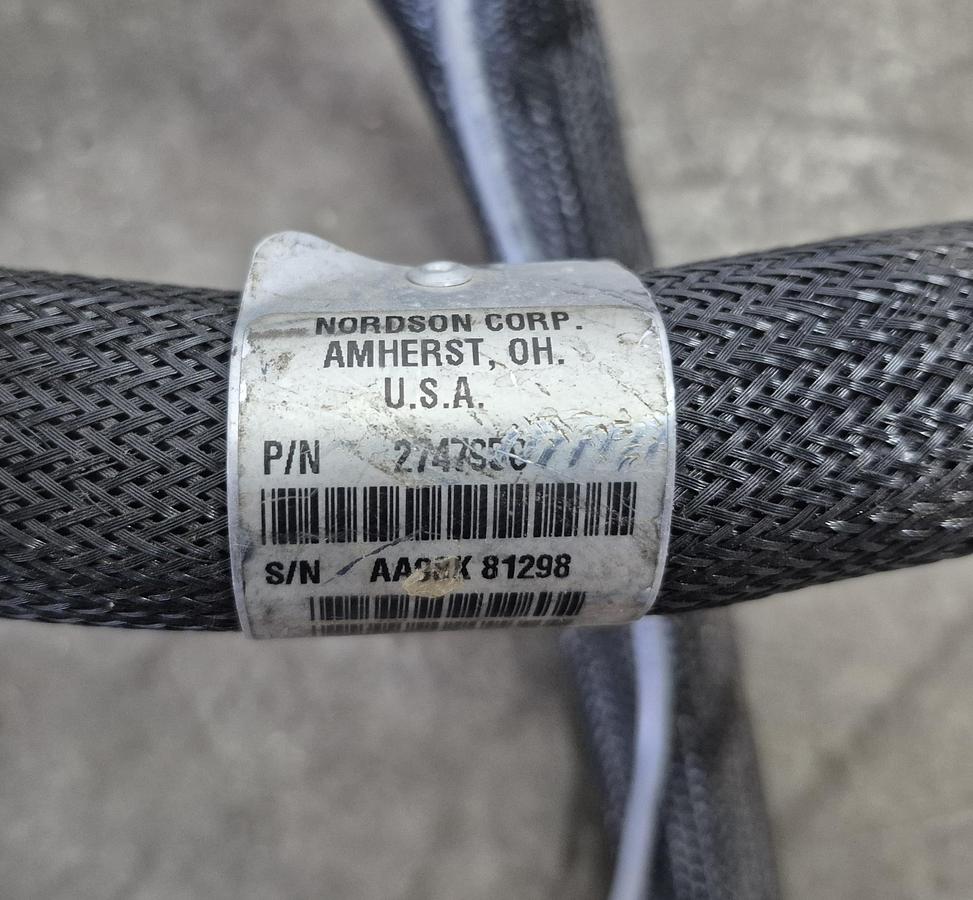 NORDSON CORP.
AMHERST, OH.
U.S.A.
P/N
S/N 81298